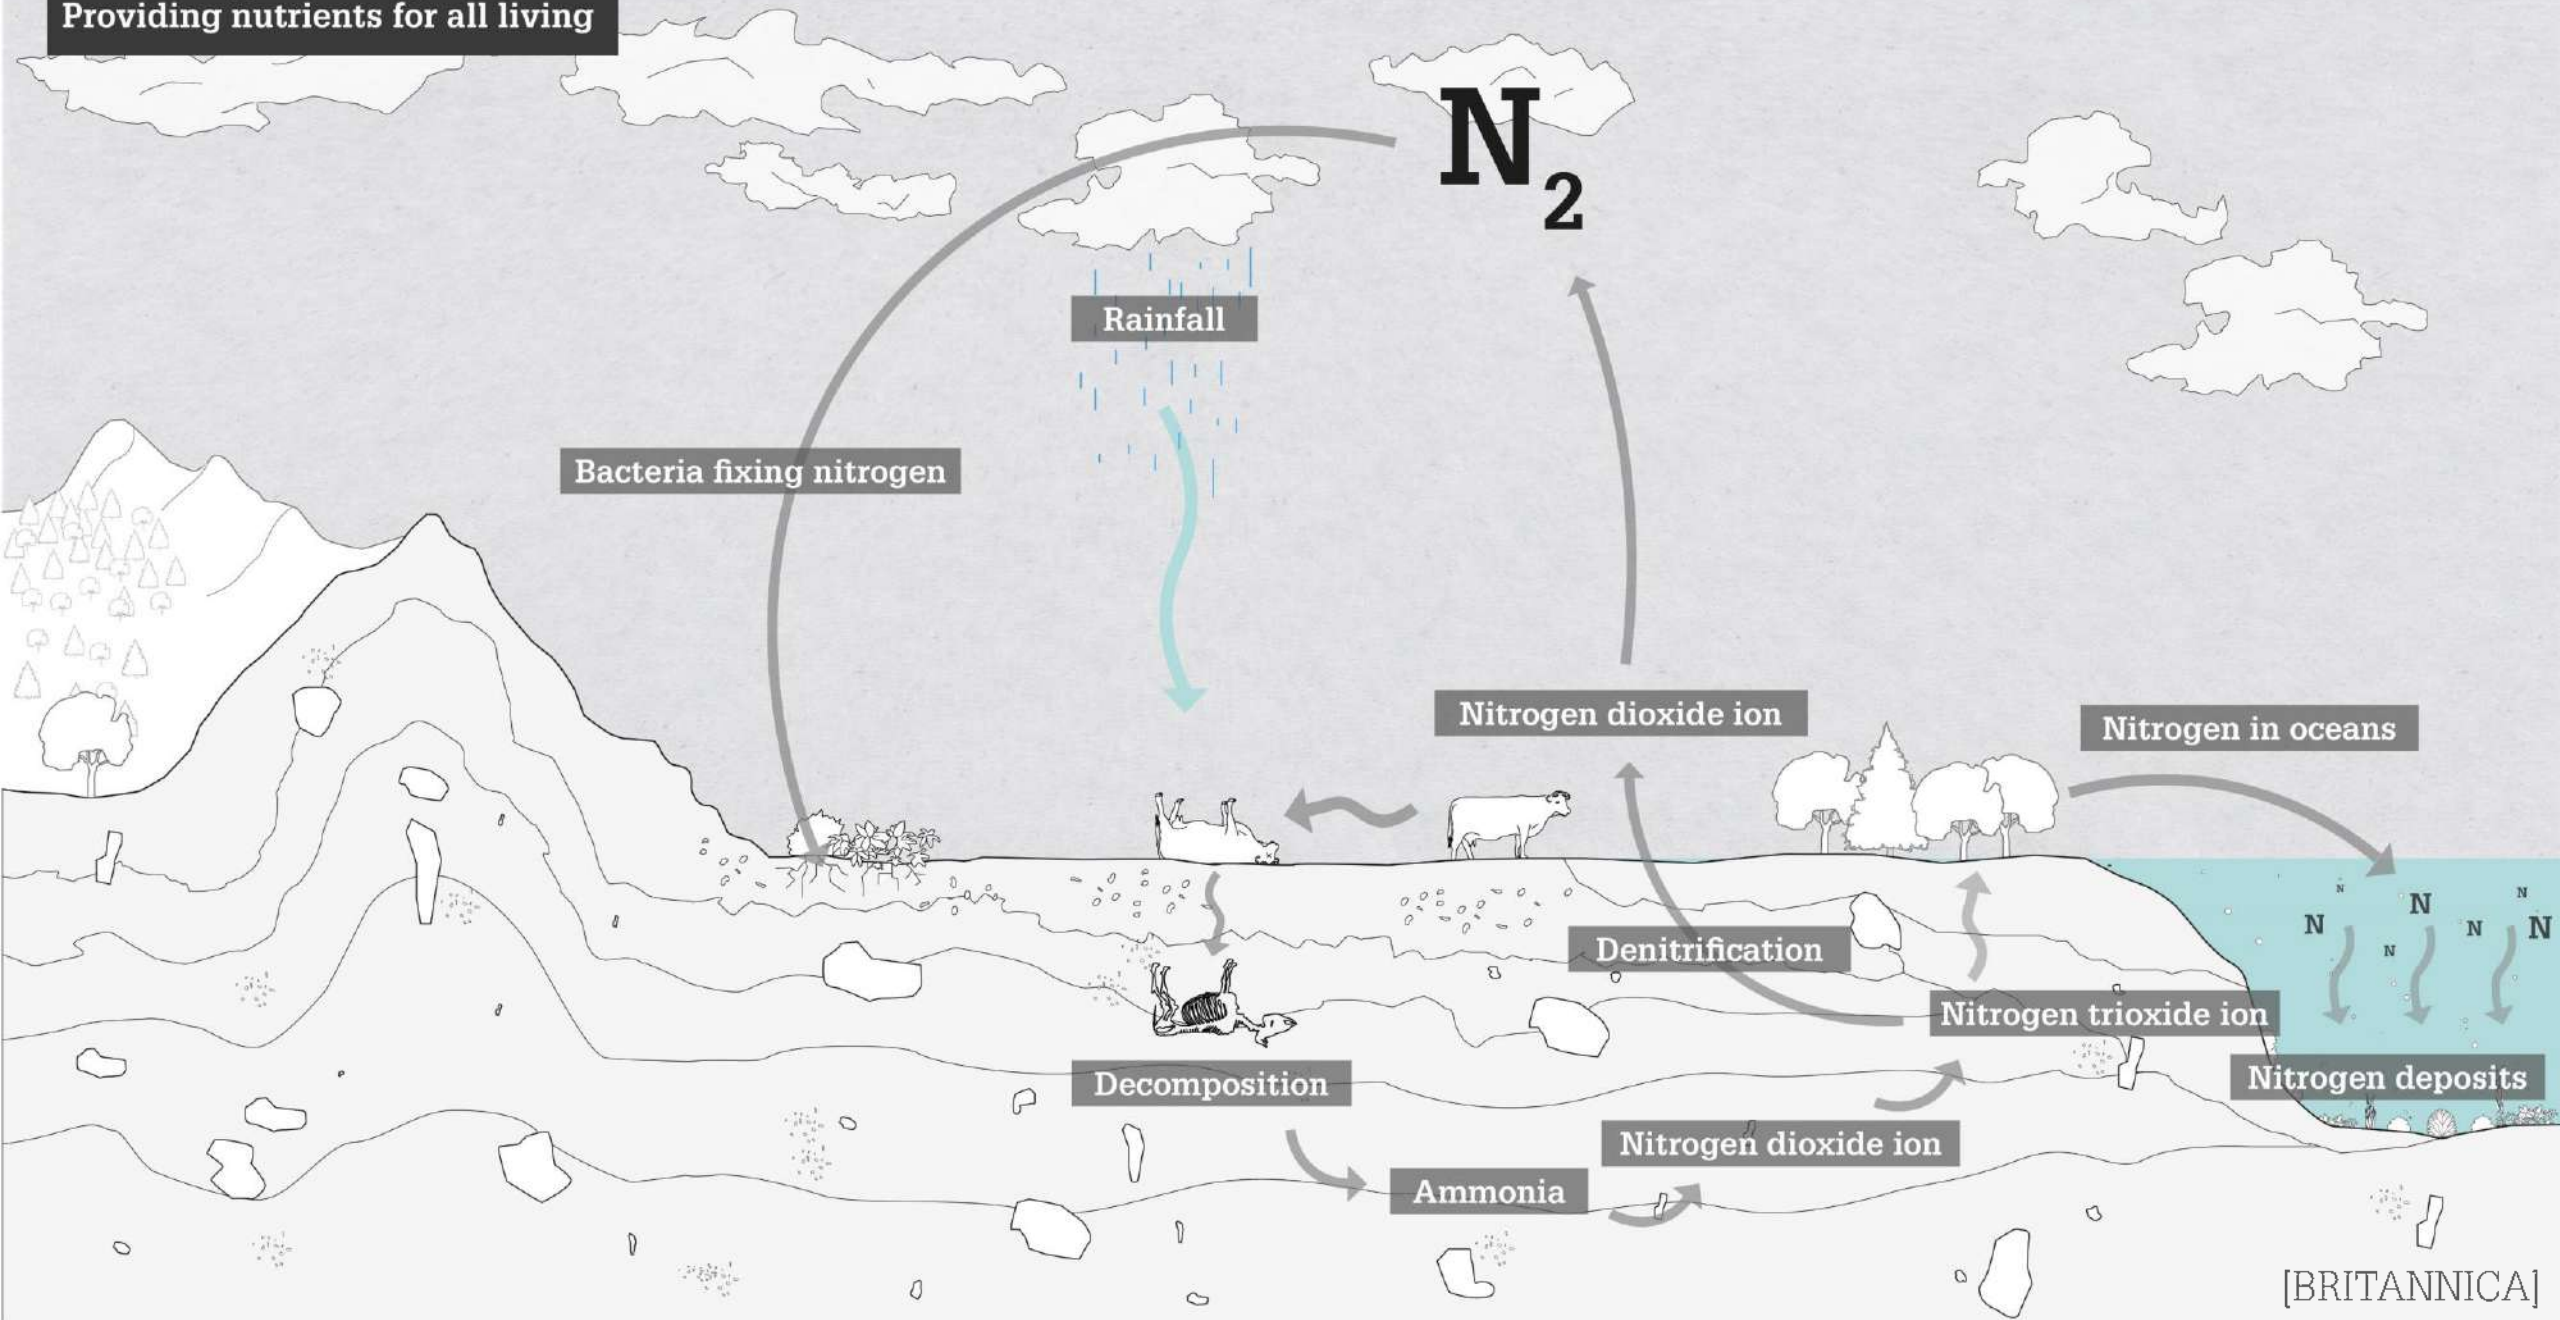 Providing nutrients for all living
N2
Rainfall
Bacteria fixing nitrogen
Nitrogen dioxide ion
Nitrogen in oceans
N
N
N
N
N
N
N
Denitrification
Nitrogen trioxide ion
Nitrogen deposits
Decomposition
Nitrogen dioxide ion
Ammonia
[BRITANNICA]